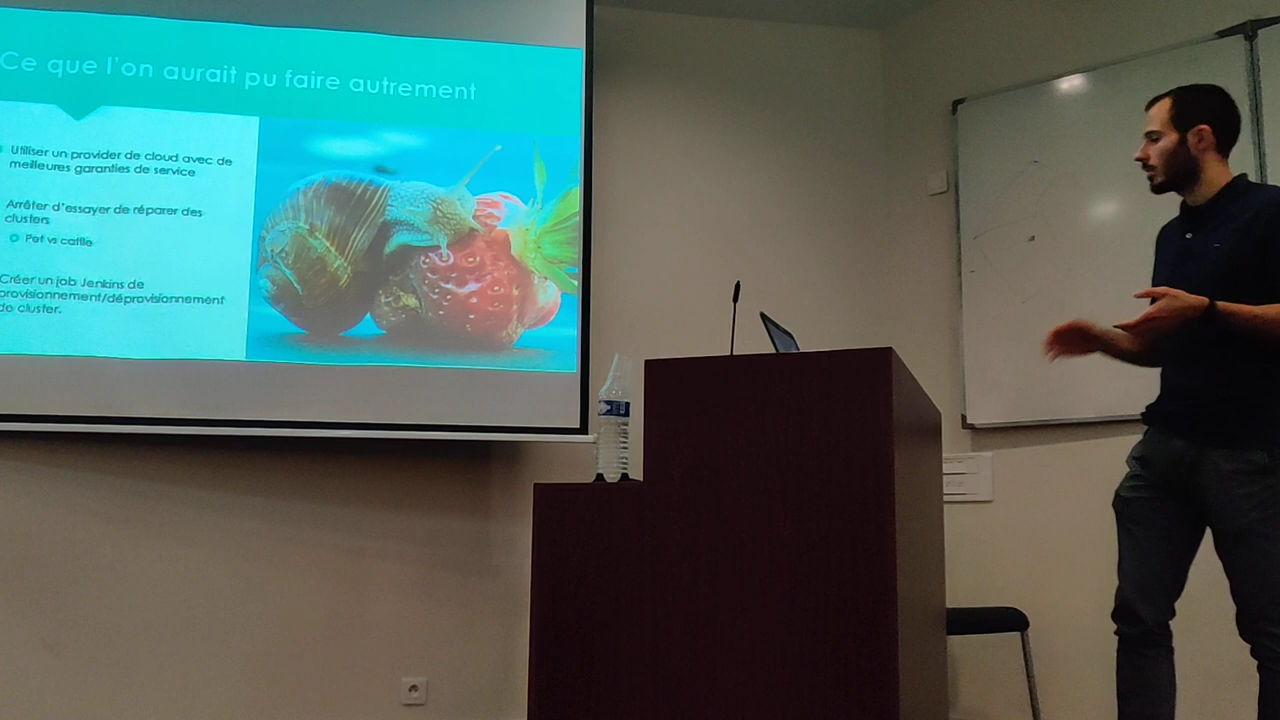 Ce que l'on aurait pu faire autrement
Utiliser un provider de cloud avec de
meilleures garanties de service
Arrêter d'essayer de réparer des
clusters
Pet vs cattle
Créer un job Jenkins de
provisionnement/déprovisionnement
de cluster.